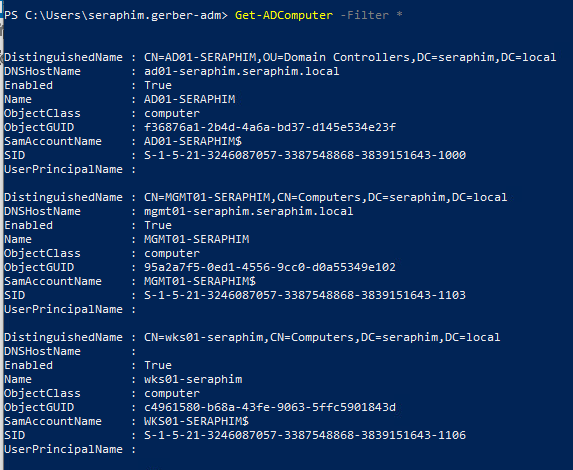 PS C:\Users\seraphim.gerber-adm> Get-ADComputer -Filter *
DistinguishedName : CN=AD01-SERAPHIM,OU=Domain Controllers,DC=seraphim,DC=local
DNSHostName       : ad01-seraphim.seraphim.local
Enabled           : True
Name              : AD01-SERAPHIM
ObjectClass       : computer
ObjectGUID        : f36876a1-2b4d-4a6a-bd37-d145e534e23f
SamAccountName    : AD01-SERAPHIM$
SID               : S-1-5-21-3246087057-3387548868-3839151643-1000
UserPrincipalName :
DistinguishedName : CN=MGMT01-SERAPHIM,CN=Computers,DC=seraphim,DC=local
DNSHostName       : mgmt01-seraphim.seraphim.local
Enabled           : True
Name              : MGMT01-SERAPHIM
ObjectClass       : computer
ObjectGUID        : 95a2a7f5-0ed1-4556-9cc0-d0a55349e102
SamAccountName    : MGMT01-SERAPHIM$
SID               : S-1-5-21-3246087057-3387548868-3839151643-1103
UserPrincipalName :
DistinguishedName : CN=wks01-seraphim,CN=Computers,DC=seraphim,DC=local
DNSHostName       :
Enabled           : True
Name              : wks01-seraphim
ObjectClass       : computer
ObjectGUID        : c4961580-b68a-43fe-9063-5ffc5901843d
SamAccountName    : WKS01-SERAPHIM$
SID               : S-1-5-21-3246087057-3387548868-3839151643-1106
UserPrincipalName :